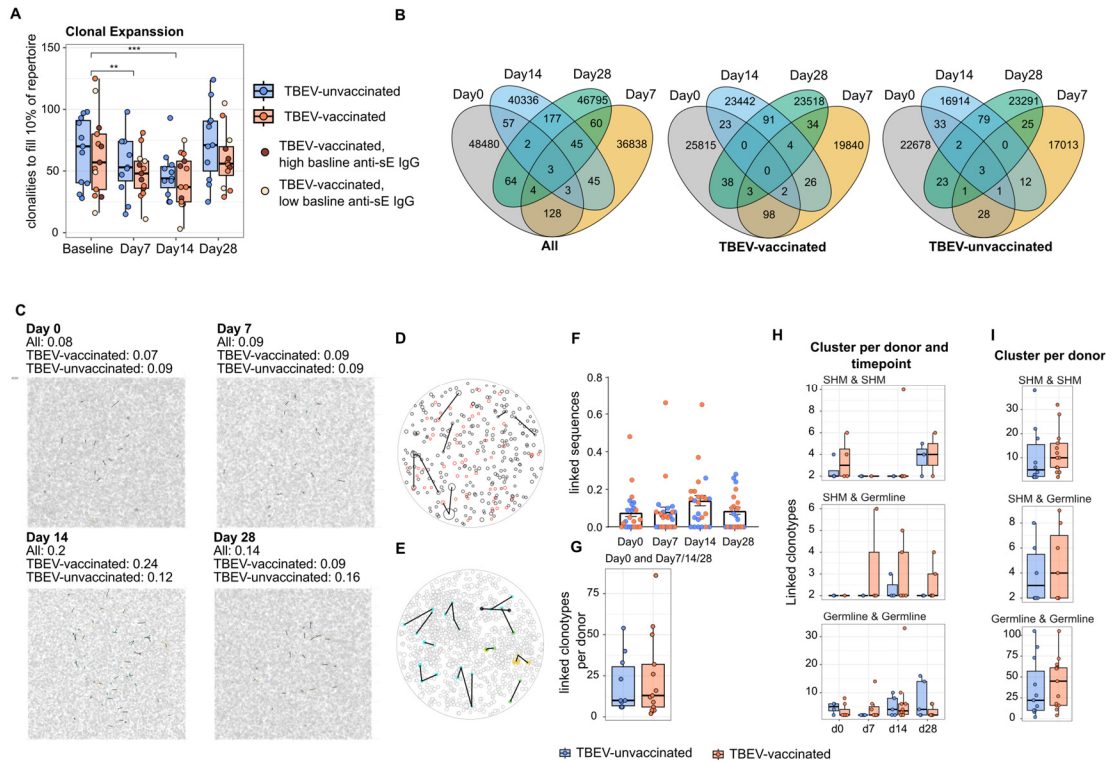 A
Clonal Expanssion
150
100
50
0
clonalities to fill 10% of repertoire
***
**
Baseline Day7 Day14 Day28
TBEV-unvaccinated
TBEV-vaccinated
TBEV-vaccinated,
high basline anti-sE IgG
TBEV-vaccinated,
low baseline anti-sE IgG
B
Day0 Day14 Day28 Day7
40336 46795
57 177 60
48480 2 45 36838
3
64 4 3 45
128
All
Day0 Day14 Day28 Day7
23442 23518
23 91 34
25815 0 4 19840
0
38 3 2 26
98
TBEV-vaccinated
Day0 Day14 Day28 Day7
16914 23291
33 79 25
22678 2 0 17013
3
23 1 1 12
28
TBEV-unvaccinated
C
Day 0
All: 0.08
TBEV-vaccinated: 0.07
TBEV-unvaccinated: 0.09
Day 7
All: 0.09
TBEV-vaccinated: 0.09
TBEV-unvaccinated: 0.09
Day 14
All: 0.2
TBEV-vaccinated: 0.24
TBEV-unvaccinated: 0.12
Day 28
All: 0.14
TBEV-vaccinated: 0.09
TBEV-unvaccinated: 0.16
D
E
F
0.8
0.6
0.4
0.2
0.0
linked sequences
Day0 Day7 Day14 Day28
G
Day0 and Day7/14/28
75
50
25
0
linked clonotypes
per donor
H
Cluster per donor and
timepoint
SHM & SHM
10
8
6
4
2
SHM & Germline
6
5
4
3
2
Linked clonotypes
Germline & Germline
30
20
10
d0 d7 d14 d28
I
Cluster per donor
SHM & SHM
30
20
10
0
SHM & Germline
8
6
4
2
Germline & Germline
100
75
50
25
0
TBEV-unvaccinated
TBEV-vaccinated